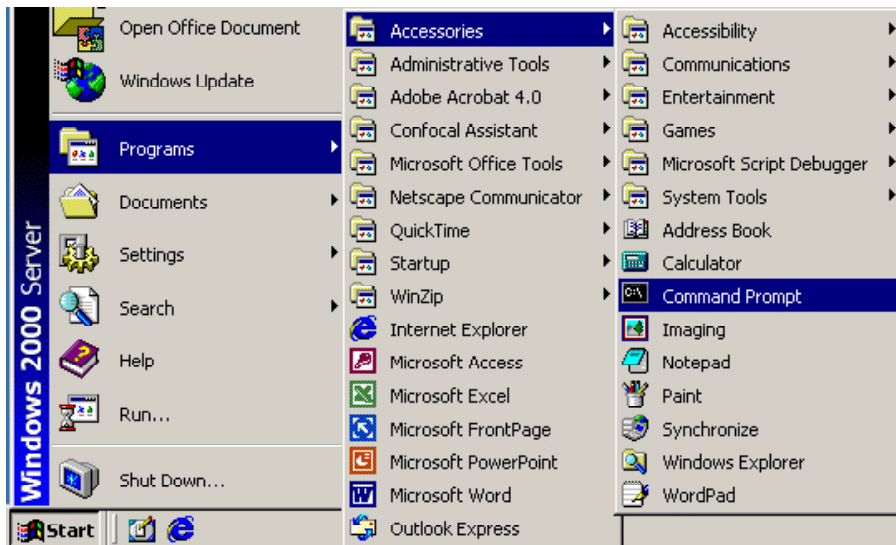 Open Office Document
Windows Update
Programs
Documents
Settings
Search
Help
Run...
Shut Down...
Windows 2000 Server
Start
Accessories
Administrative Tools
Adobe Acrobat 4.0
Confocal Assistant
Microsoft Office Tools
Netscape Communicator
QuickTime
Startup
WinZip
Internet Explorer
Microsoft Access
Microsoft Excel
Microsoft FrontPage
Microsoft PowerPoint
Microsoft Word
Outlook Express
Accessibility
Communications
Entertainment
Games
Microsoft Script Debugger
System Tools
Address Book
Calculator
Command Prompt
Imaging
Notepad
Paint
Synchronize
Windows Explorer
WordPad